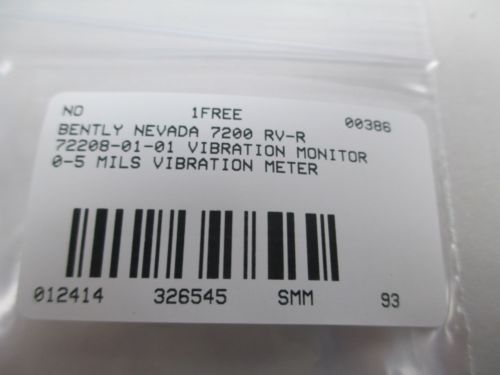 NO 1FREE 00386
BENTLY NEVADA 7200 RV-R
72208-01-01 VIBRATION MONITOR
0-5 MILS VIBRATION METER
012414 326545 SMM 93